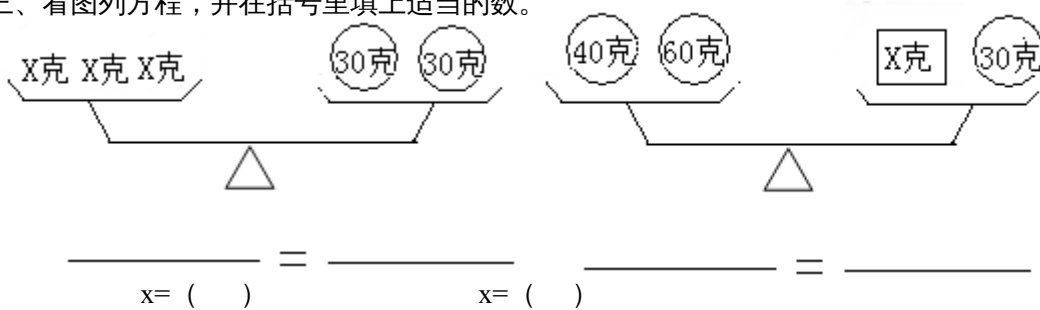 三、看图列方程，并在括号里填上适当的数。
X克 X克 X克 30克 30克 40克 60克 X克 30克
= =
x=（ ） x=（ ）